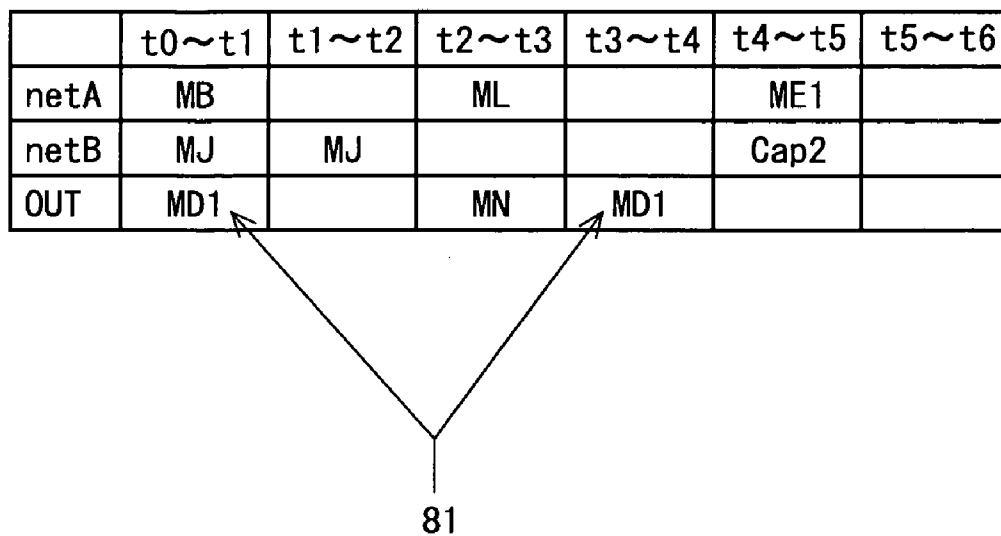 t0～t1 t1～t2 t2～t3 t3～t4 t4～t5 t5～t6
netA MB ML ME1
netB MJ MJ Cap2
OUT MD1 MN MD1
81